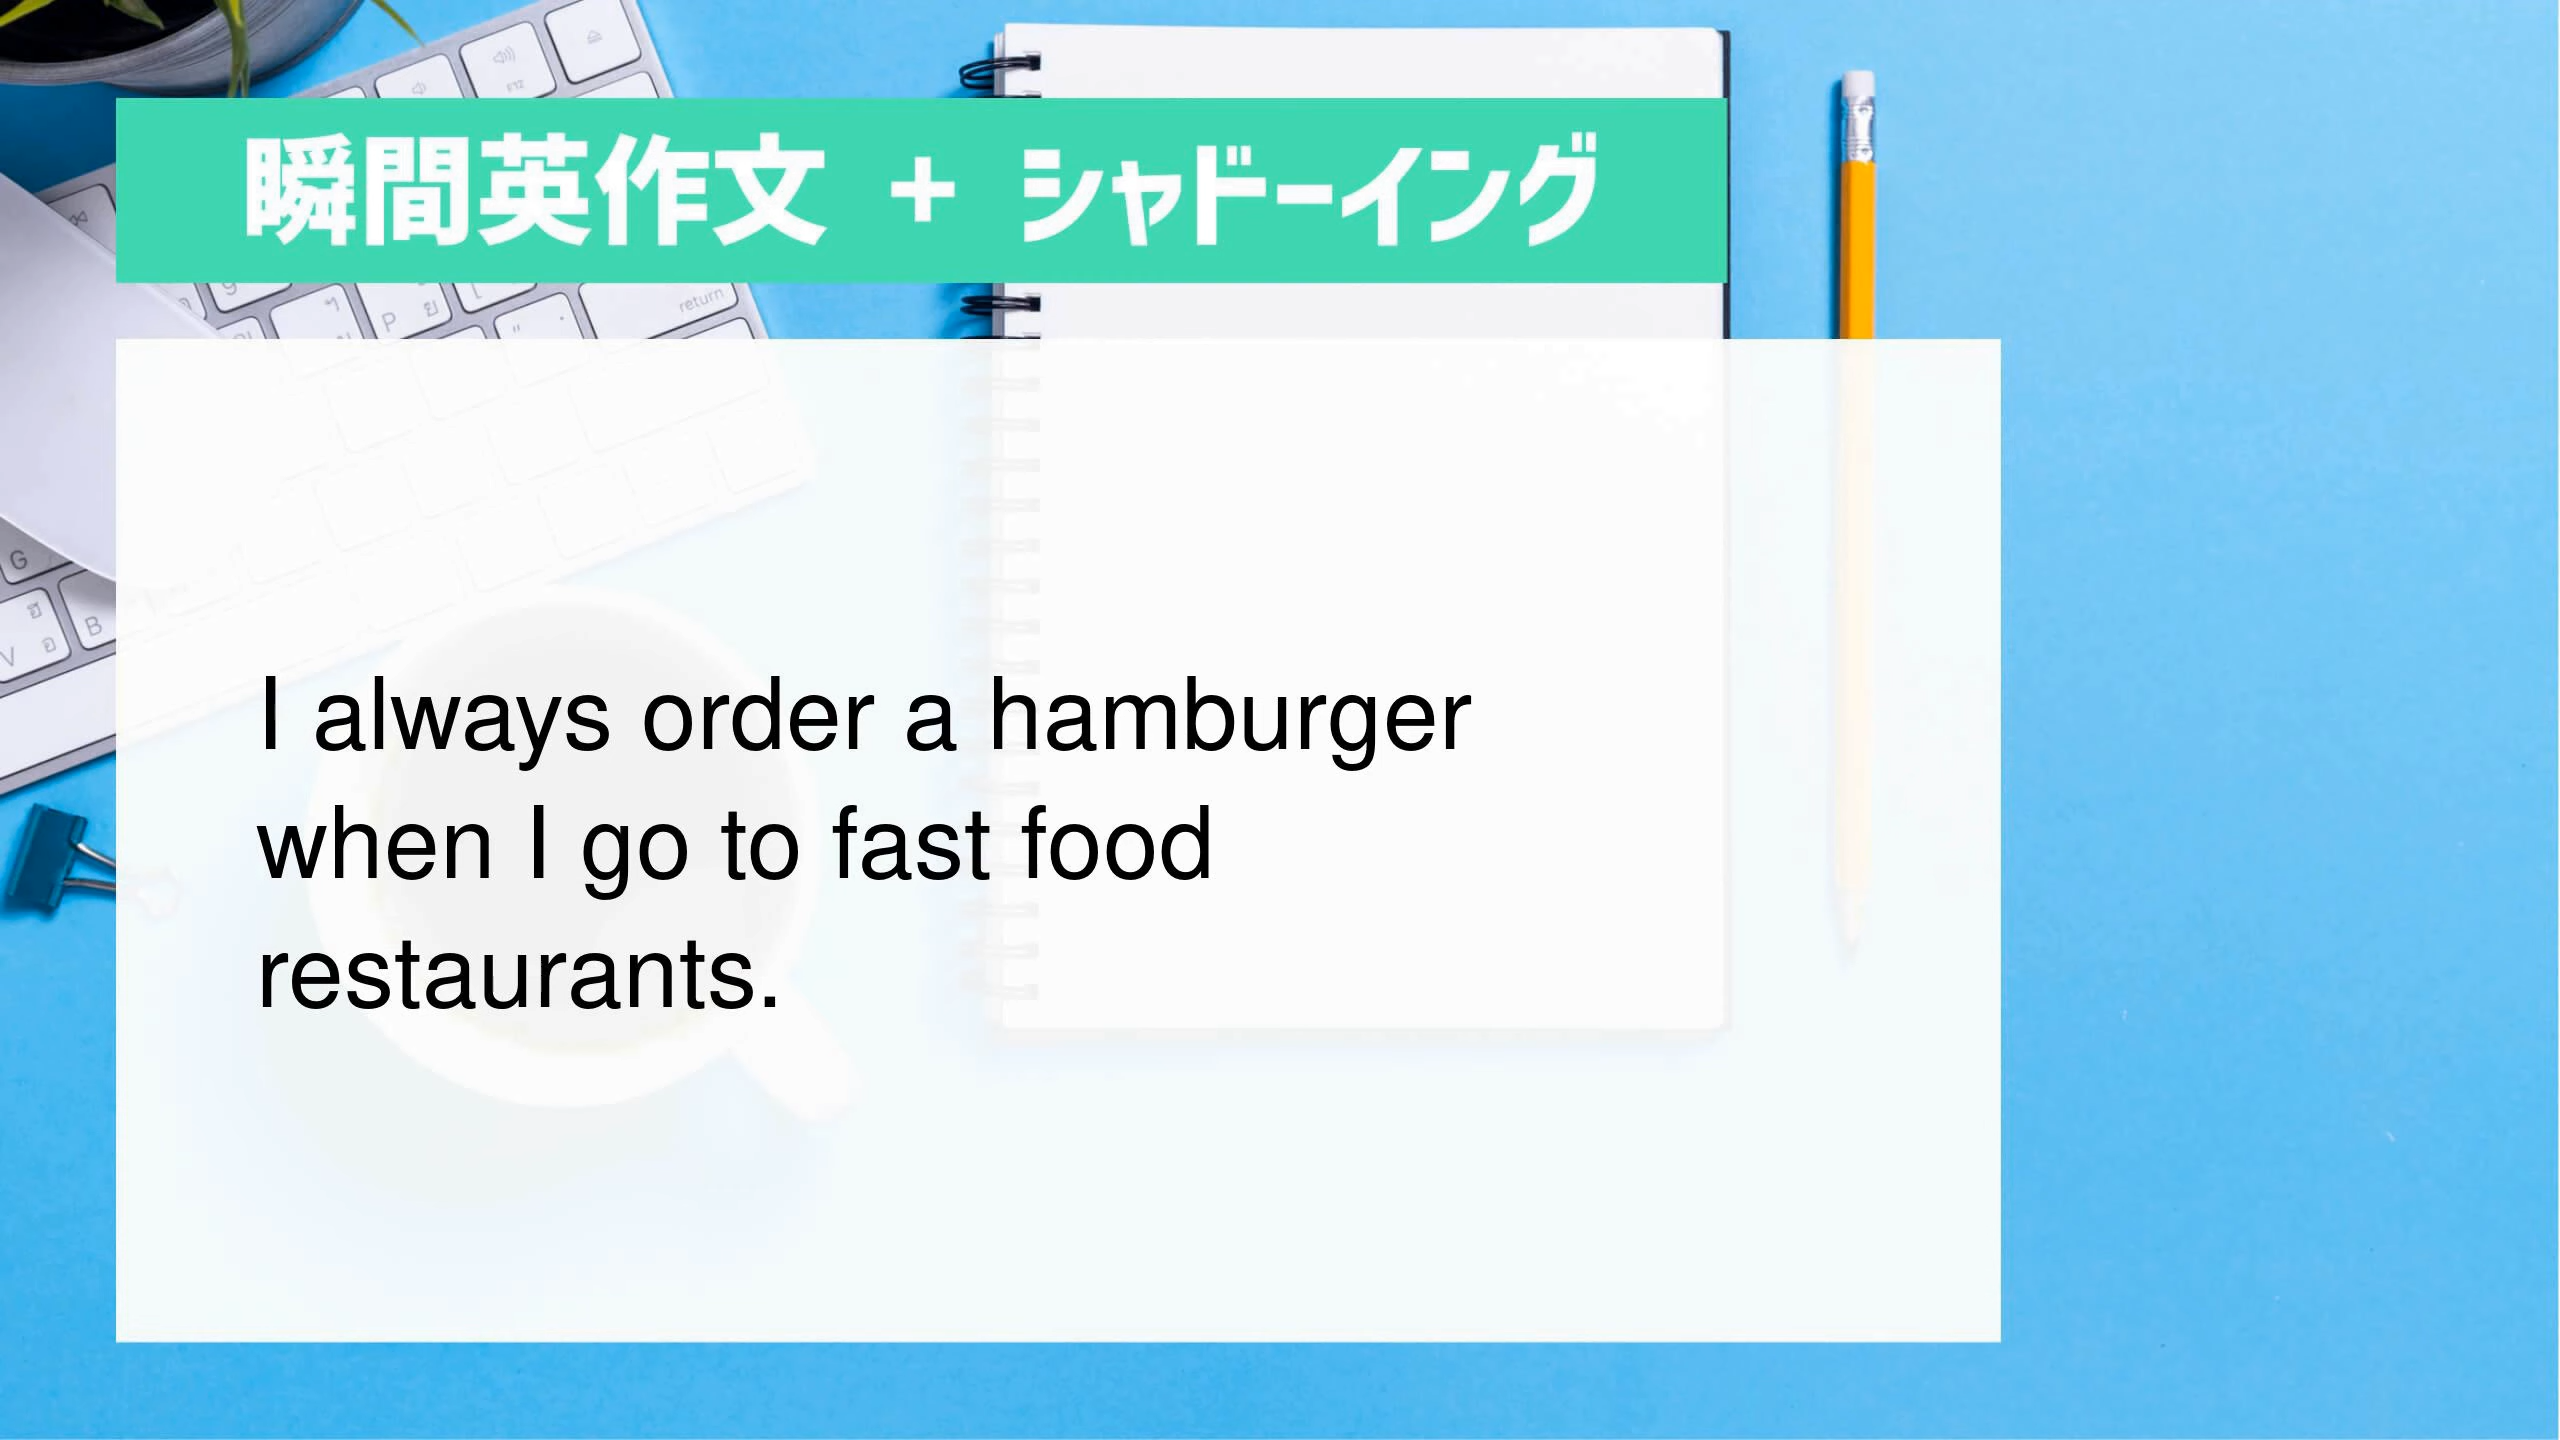 瞬間英作文 + シャドーイング
return
I always order a hamburger
when I go to fast food
restaurants.